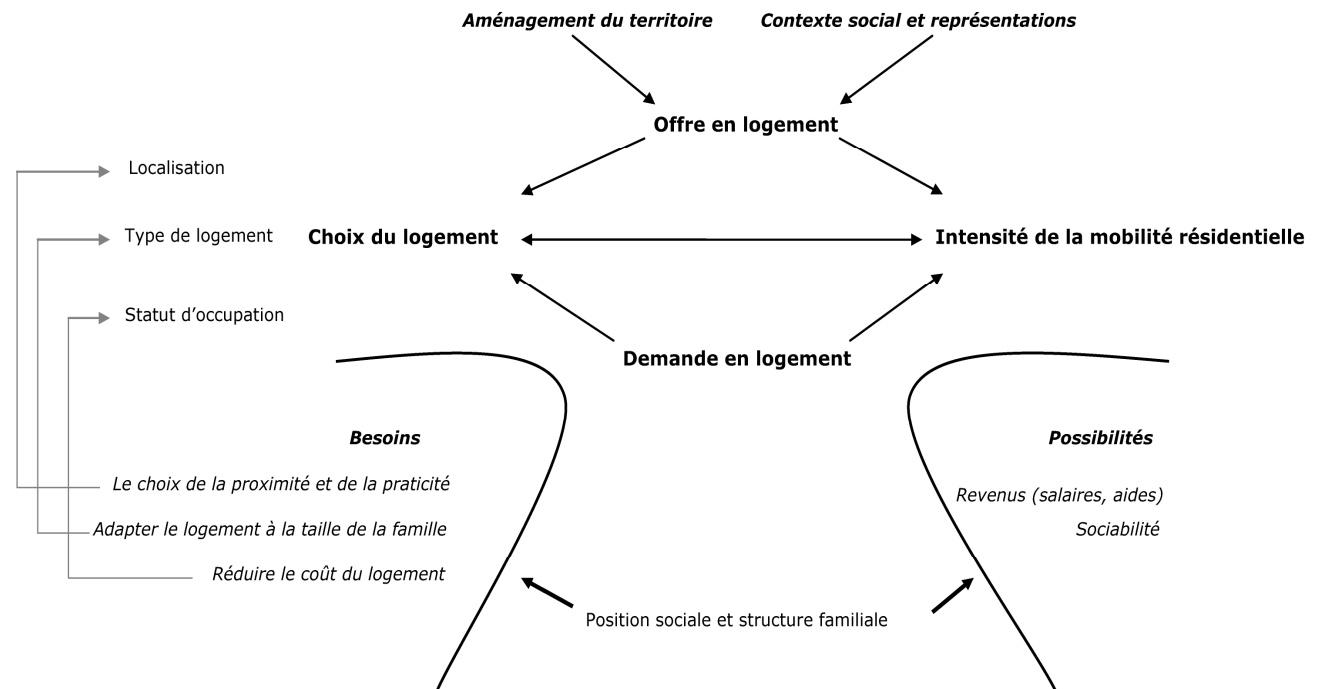 Aménagement du territoire
Contexte social et représentations
Offre en logement
Localisation
Type de logement
Choix du logement
Intensité de la mobilité résidentielle
Statut d’occupation
Demande en logement
Besoins
Possibilités
Le choix de la proximité et de la praticité
Revenus (salaires, aides)
Adapter le logement à la taille de la famille
Sociabilité
Réduire le coût du logement
Position sociale et structure familiale